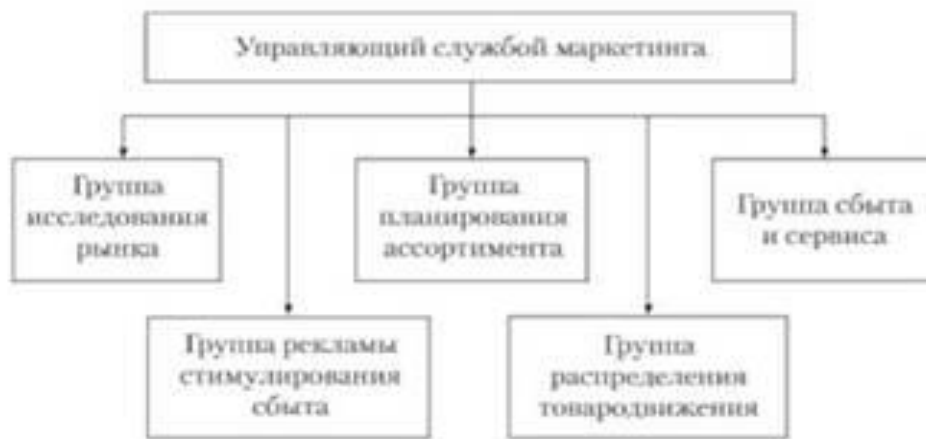 Управляющий службой маркетинга
Группа
исследования
рынка
Группа
планирования
ассортимента
Группа сбыта
и сервиса
Группа рекламы
стимулирования
сбыта
Группа
распределения
товародвижения